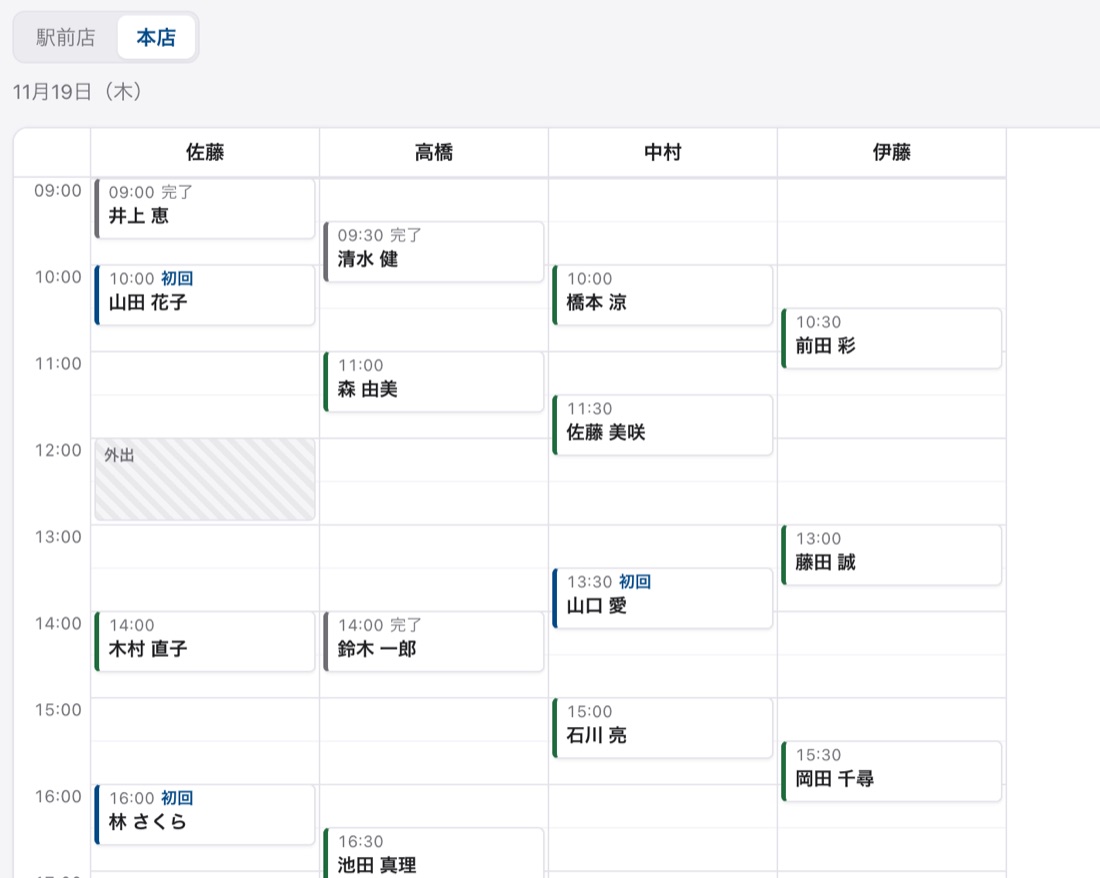 駅前店 本店
11月19日（木）
佐藤 高橋 中村 伊藤
09:00
09:00 完了
井上 恵
09:30 完了
清水 健
10:00
10:00 初回
山田 花子
10:00
橋本 涼
10:30
前田 彩
11:00
11:00
森 由美
11:30
佐藤 美咲
12:00
外出
13:00
13:00
藤田 誠
13:30 初回
山口 愛
14:00
14:00
木村 直子
14:00 完了
鈴木 一郎
15:00
15:00
石川 亮
15:30
岡田 千尋
16:00
16:00 初回
林 さくら
16:30
池田 真理